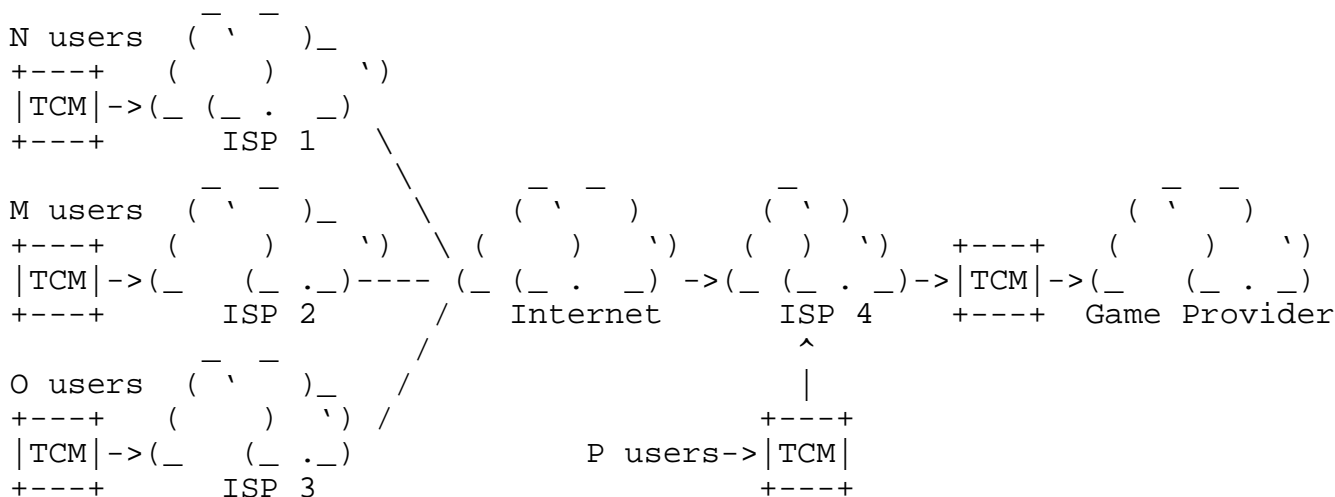 _  _
N users  ( `   )_
+---+   (    )   `)
|TCM|->(_ (_ .  _)
+---+     ISP 1   \
          _  _     \      _  _        _                _  _
M users  ( `   )_   \    ( `  )     ( ` )             ( `  )
+---+   (    )   `)  \ (    )  `)  (  )  `)  +---+   (    )  `)
|TCM|->(_   (_ ._)---- (_ (_ .  _) ->(_ (_ . _)->|TCM|->(_   (_ . _)
+---+     ISP 2      /   Internet     ISP 4   +---+  Game Provider
          _  _      /                  ^
O users  ( `   )_  /                   |
+---+   (    )  `) /                 +---+
|TCM|->(_   (_ ._)          P users->|TCM|
+---+     ISP 3                      +---+